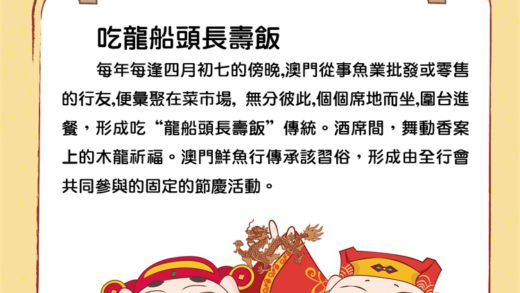 吃龍船頭長壽飯
每年每逢四月初七的傍晚,澳門從事魚業批發或零售
的行友,便彙聚在菜市場, 無分彼此,個個席地而坐,圍台進
餐，形成吃“龍船頭長壽飯”傳統。酒席間，舞動香案
上的木龍祈福。澳門鮮魚行傳承該習俗，形成由全行會
共同參與的固定的節慶活動。